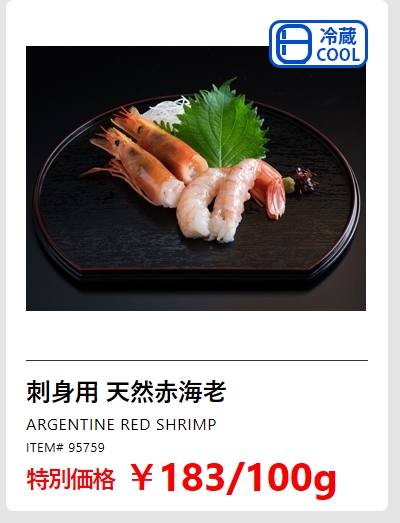 冷蔵
COOL
刺身用 天然赤海老
ARGENTINE RED SHRIMP
ITEM# 95759
特別価格 ￥183/100g